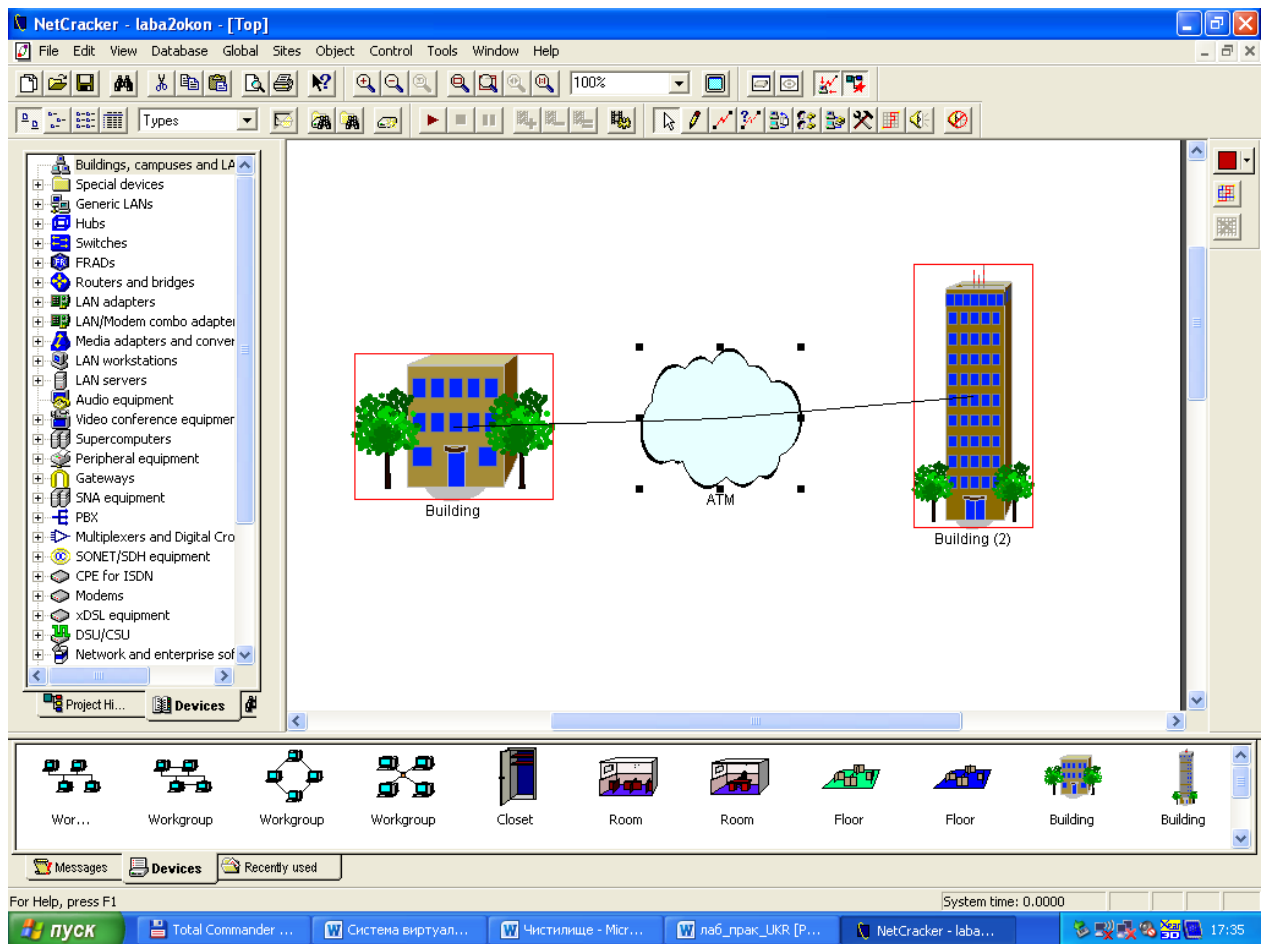 NetCracker - laba2okon - [Top]
File Edit View Database Global Sites Object Control Tools Window Help
100%
Types
Buildings, campuses and LA
Special devices
Generic LANs
Hubs
Switches
FRADs
Routers and bridges
LAN adapters
LAN/Modem combo adapter
Media adapters and conver
LAN workstations
LAN servers
Audio equipment
Video conference equipmer
Supercomputers
Peripheral equipment
Gateways
SNA equipment
PBX
Multiplexers and Digital Cro
SONET/SDH equipment
CPE for ISDN
Modems
xDSL equipment
DSU/CSU
Network and enterprise sof
Project Hi... Devices
Building
ATM
Building (2)
Wor... Workgroup Workgroup Workgroup Closet Room Room Floor Floor Building Building
Messages Devices Recently used
For Help, press F1 System time: 0.0000
пуск Total Commander ... Система виртуал... Чистилище - Micr... лаб_прак_UKR [Р... NetCracker - laba... 17:35